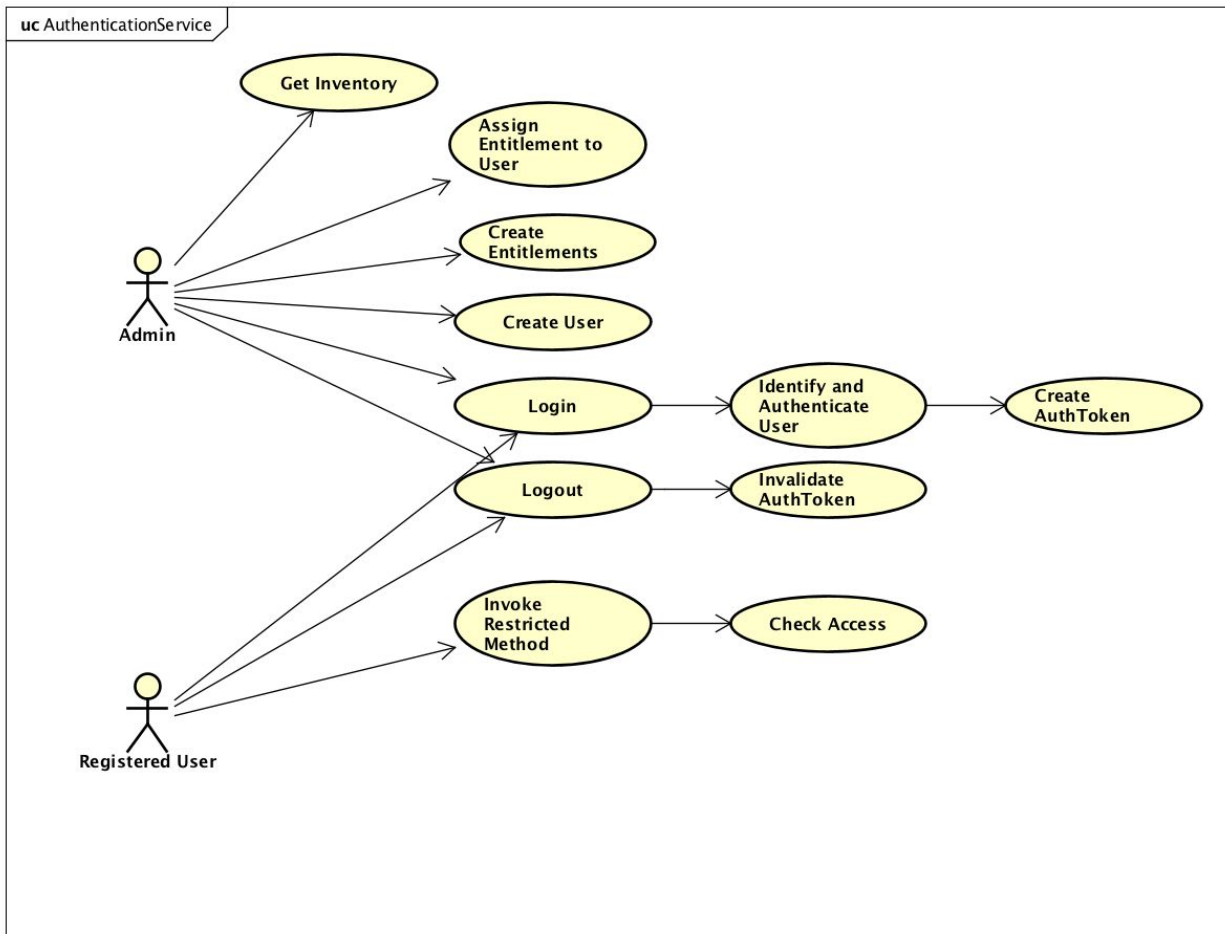 uc AuthenticationService
Get Inventory
Assign
Entitlement to
User
Create
Entitlements
Admin
Create User
Login
Identify and
Authenticate
User
Create
AuthToken
Logout
Invalidate
AuthToken
Invoke
Restricted
Method
Check Access
Registered User